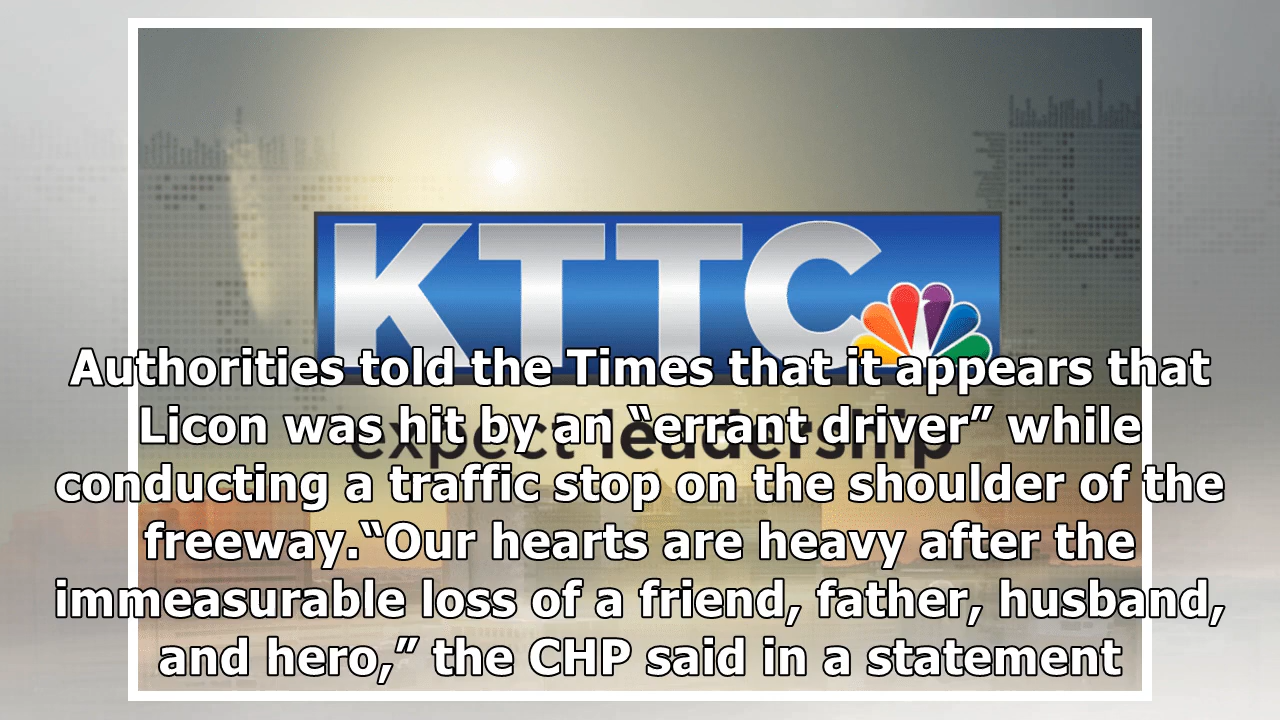 KTTC
expect leadership
Authorities told the Times that it appears that
Licon was hit by an “errant driver” while
conducting a traffic stop on the shoulder of the
freeway.“Our hearts are heavy after the
immeasurable loss of a friend, father, husband,
and hero,” the CHP said in a statement